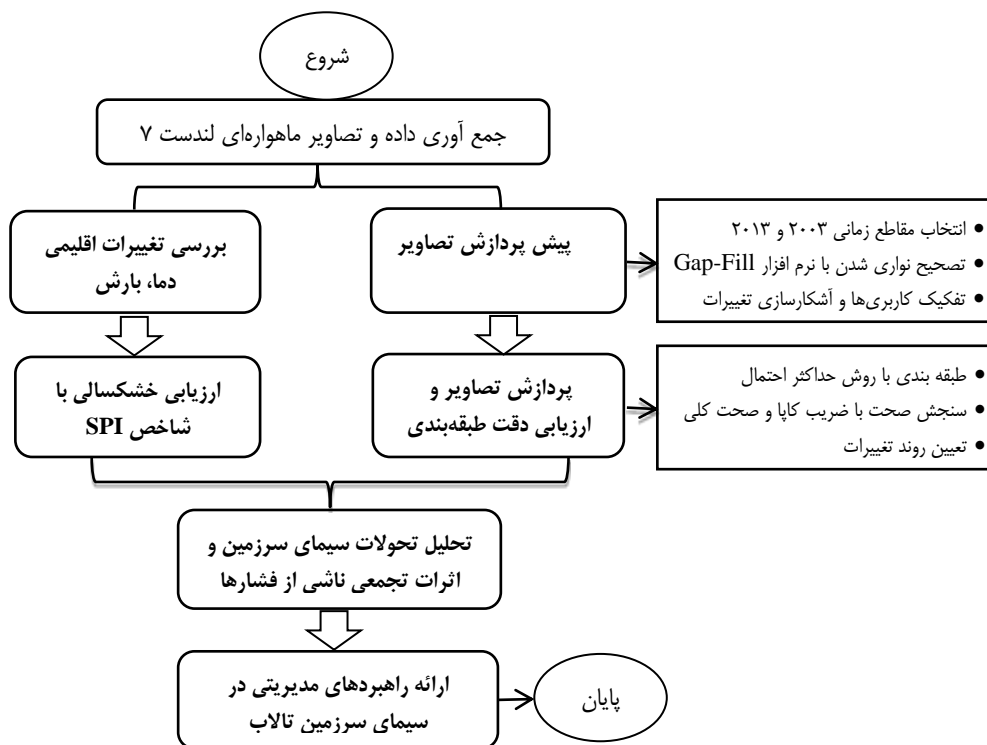 شروع
جمع آوری داده و تصاویر ماهواره‌ای لندست ۷
پیش پردازش تصاویر
• انتخاب مقاطع زمانی ۲۰۰۳ و ۲۰۱۳
• تصحیح نواری شدن با نرم افزار Gap-Fill
• تفکیک کاربری‌ها و آشکارسازی تغییرات
بررسی تغییرات اقلیمی
دما، بارش
پردازش تصاویر و
ارزیابی دقت طبقه‌بندی
• طبقه بندی با روش حداکثر احتمال
• سنجش صحت با ضریب کاپا و صحت کلی
• تعیین روند تغییرات
ارزیابی خشکسالی با
شاخص SPI
تحلیل تحولات سیمای سرزمین و
اثرات تجمعی ناشی از فشارها
ارائه راهبردهای مدیریتی در
سیمای سرزمین تالاب
پایان